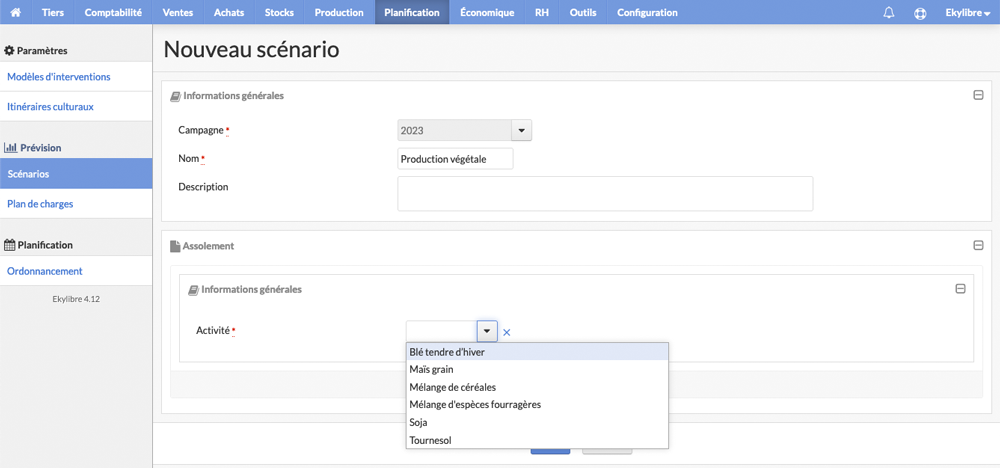 Tiers Comptabilité Ventes Achats Stocks Production Planification Économique RH Outils Configuration Ekylibre
Paramètres
Modèles d'interventions
Itinéraires culturaux
Prévision
Scénarios
Plan de charges
Planification
Ordonnancement
Ekylibre 4.12
Nouveau scénario
Informations générales
Campagne * 2023
Nom * Production végétale
Description
Assolement
Informations générales
Activité *
Blé tendre d'hiver
Maïs grain
Mélange de céréales
Mélange d'espèces fourragères
Soja
Tournesol